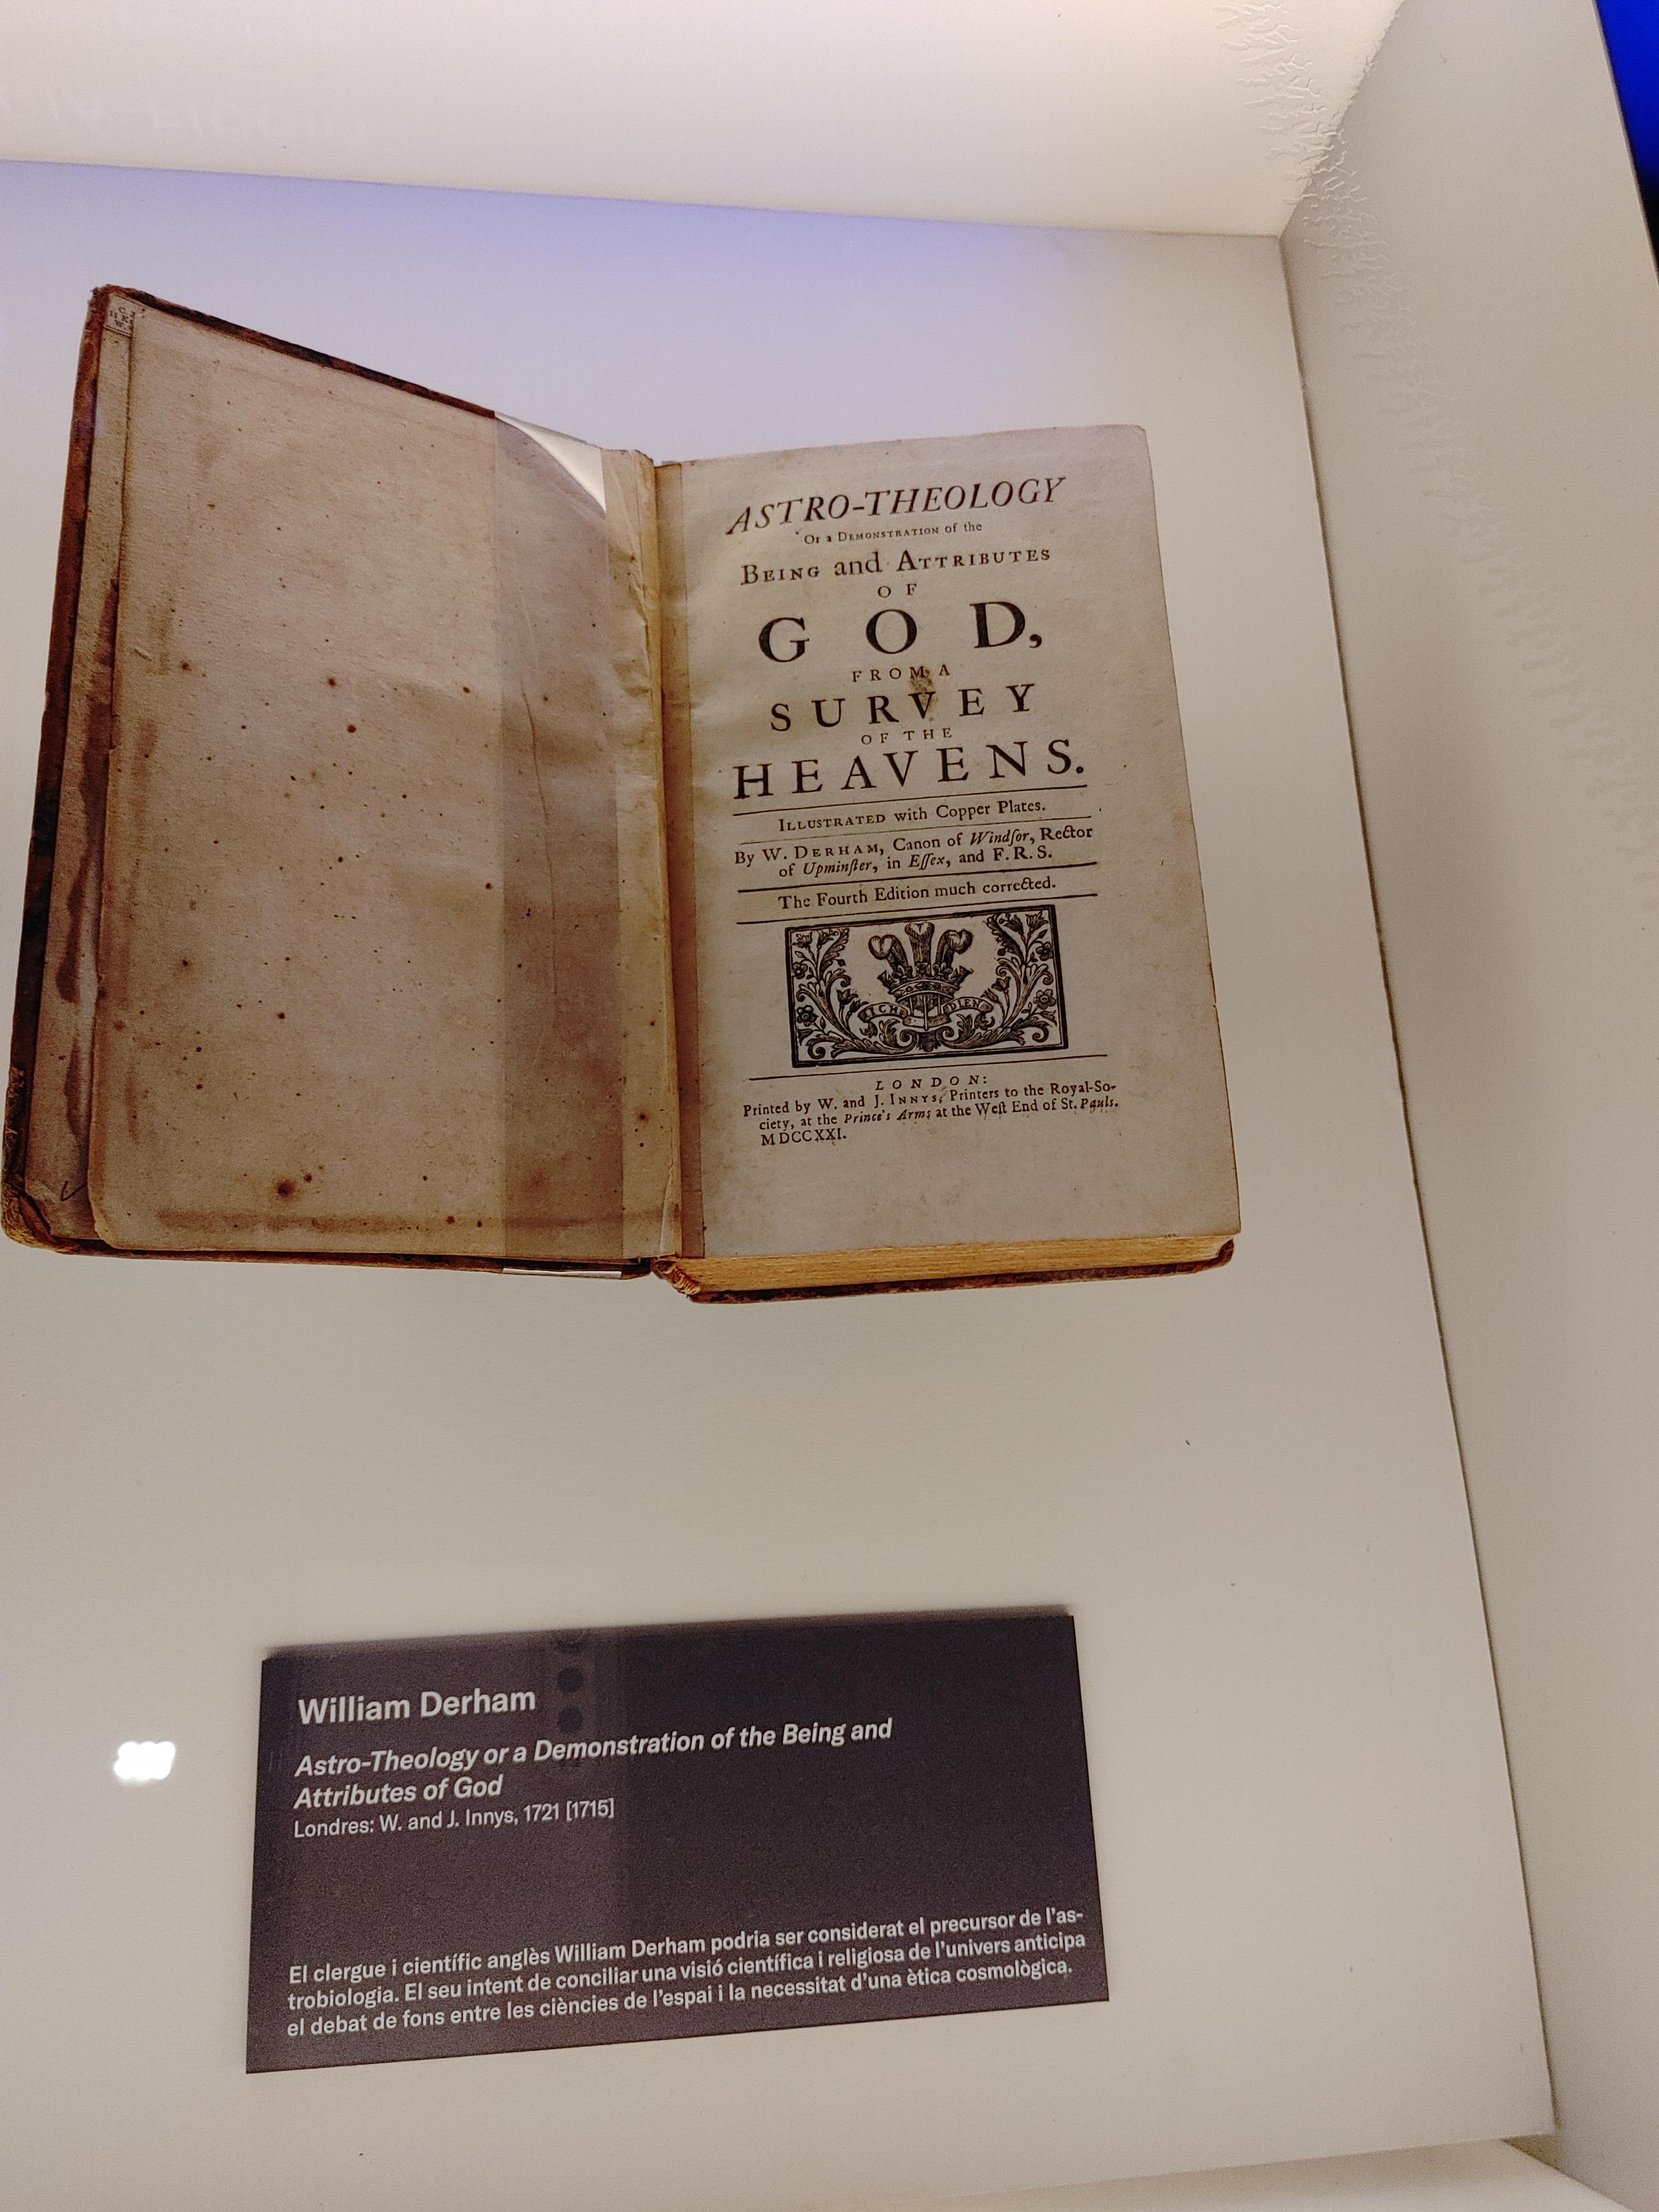 ASTRO-THEOLOGY
Or a DEMONSTRATION of the
BEING and ATTRIBUTES
OF
GOD,
FROM A
SURVEY
OF THE
HEAVENS.
ILLUSTRATED with Copper Plates.
By W. DERHAM, Canon of Windſor, Rector
of Upminſter, in Eſſex, and F.R.S.
The Fourth Edition much corrected.
ICH DIEN
LONDON:
Printed by W. and J. INNYS, Printers to the Royal-So-
ciety, at the Prince's Arms at the Weſt End of St. Pauls.
MDCCXXI.
William Derham
Astro-Theology or a Demonstration of the Being and
Attributes of God
Londres: W. and J. Innys, 1721 [1715]
El clergue i científic anglès William Derham podria ser considerat el precursor de l'as-
trobiologia. El seu intent de conciliar una visió científica i religiosa de l'univers anticipa
el debat de fons entre les ciències de l'espai i la necessitat d'una ètica cosmològica.